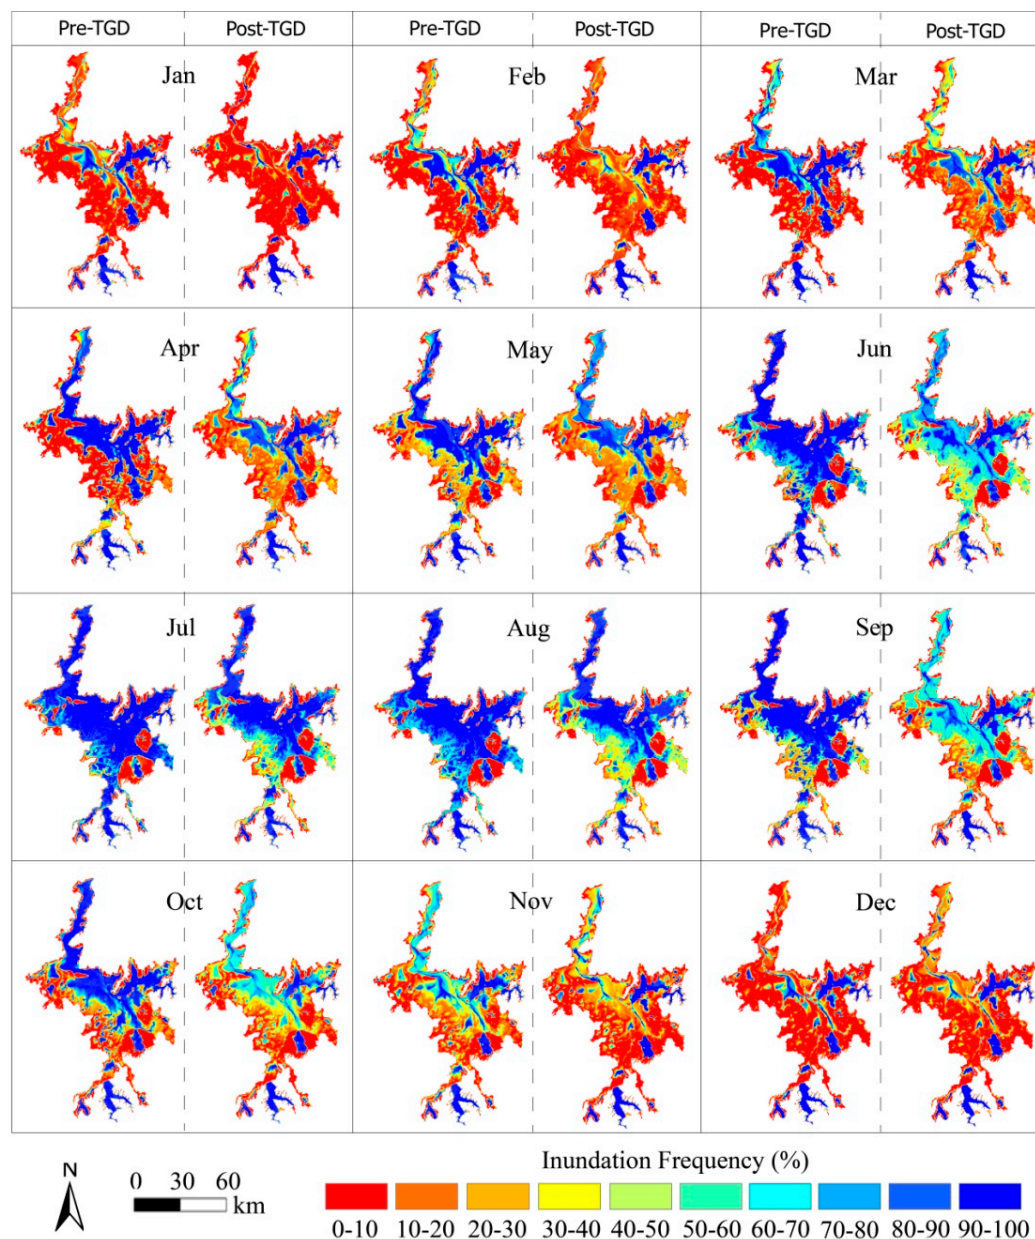 Pre-TGD Post-TGD Pre-TGD Post-TGD Pre-TGD Post-TGD
Jan Feb Mar
Apr May Jun
Jul Aug Sep
Oct Nov Dec
N
0 30 60
km
Inundation Frequency (%)
0-10 10-20 20-30 30-40 40-50 50-60 60-70 70-80 80-90 90-100